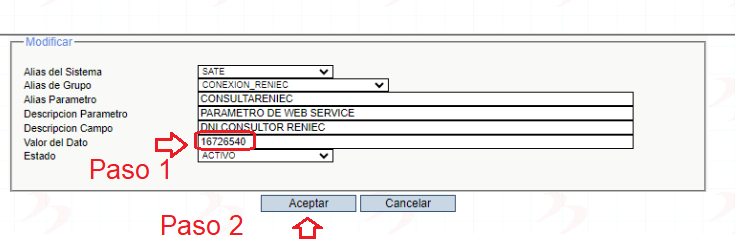 Modificar
Alias del Sistema SATE
Alias de Grupo CONEXION_RENIEC
Alias Parametro CONSULTARENIEC
Descripcion Parametro PARAMETRO DE WEB SERVICE
Descripcion Campo DNI CONSULTOR RENIEC
Valor del Dato 16726540
Estado ACTIVO
Paso 1
Aceptar Cancelar
Paso 2